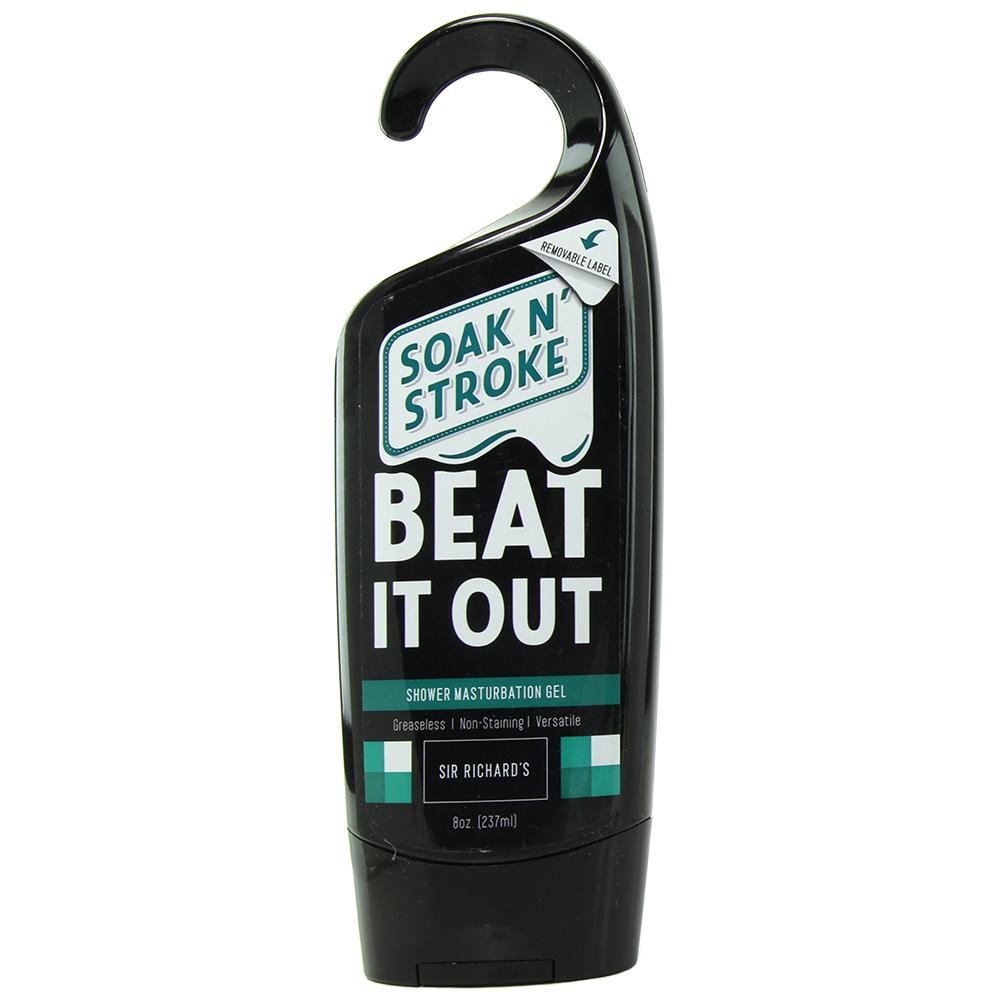 REMOVABLE LABEL
SOAK N'
STROKE
BEAT
IT OUT
SHOWER MASTURBATION GEL
Greaseless | Non-Staining | Versatile
SIR RICHARD'S
8oz. (237ml)